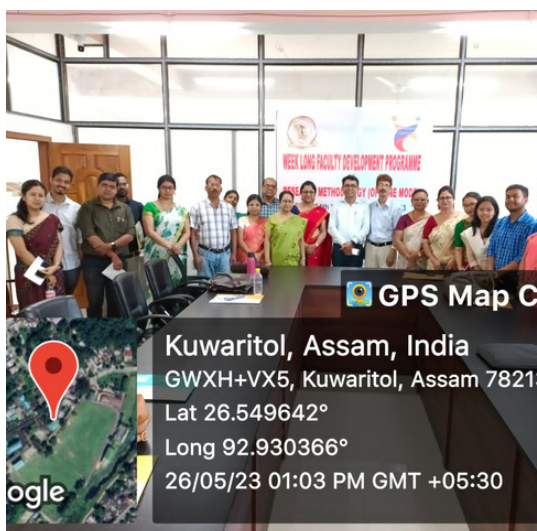 WEEK LONG FACULTY DEVELOPMENT PROGRAMME
GPS Map C
Kuwaritol, Assam, India
GWXH+VX5, Kuwaritol, Assam 7821
Lat 26.549642°
Long 92.930366°
26/05/23 01:03 PM GMT +05:30
ogle